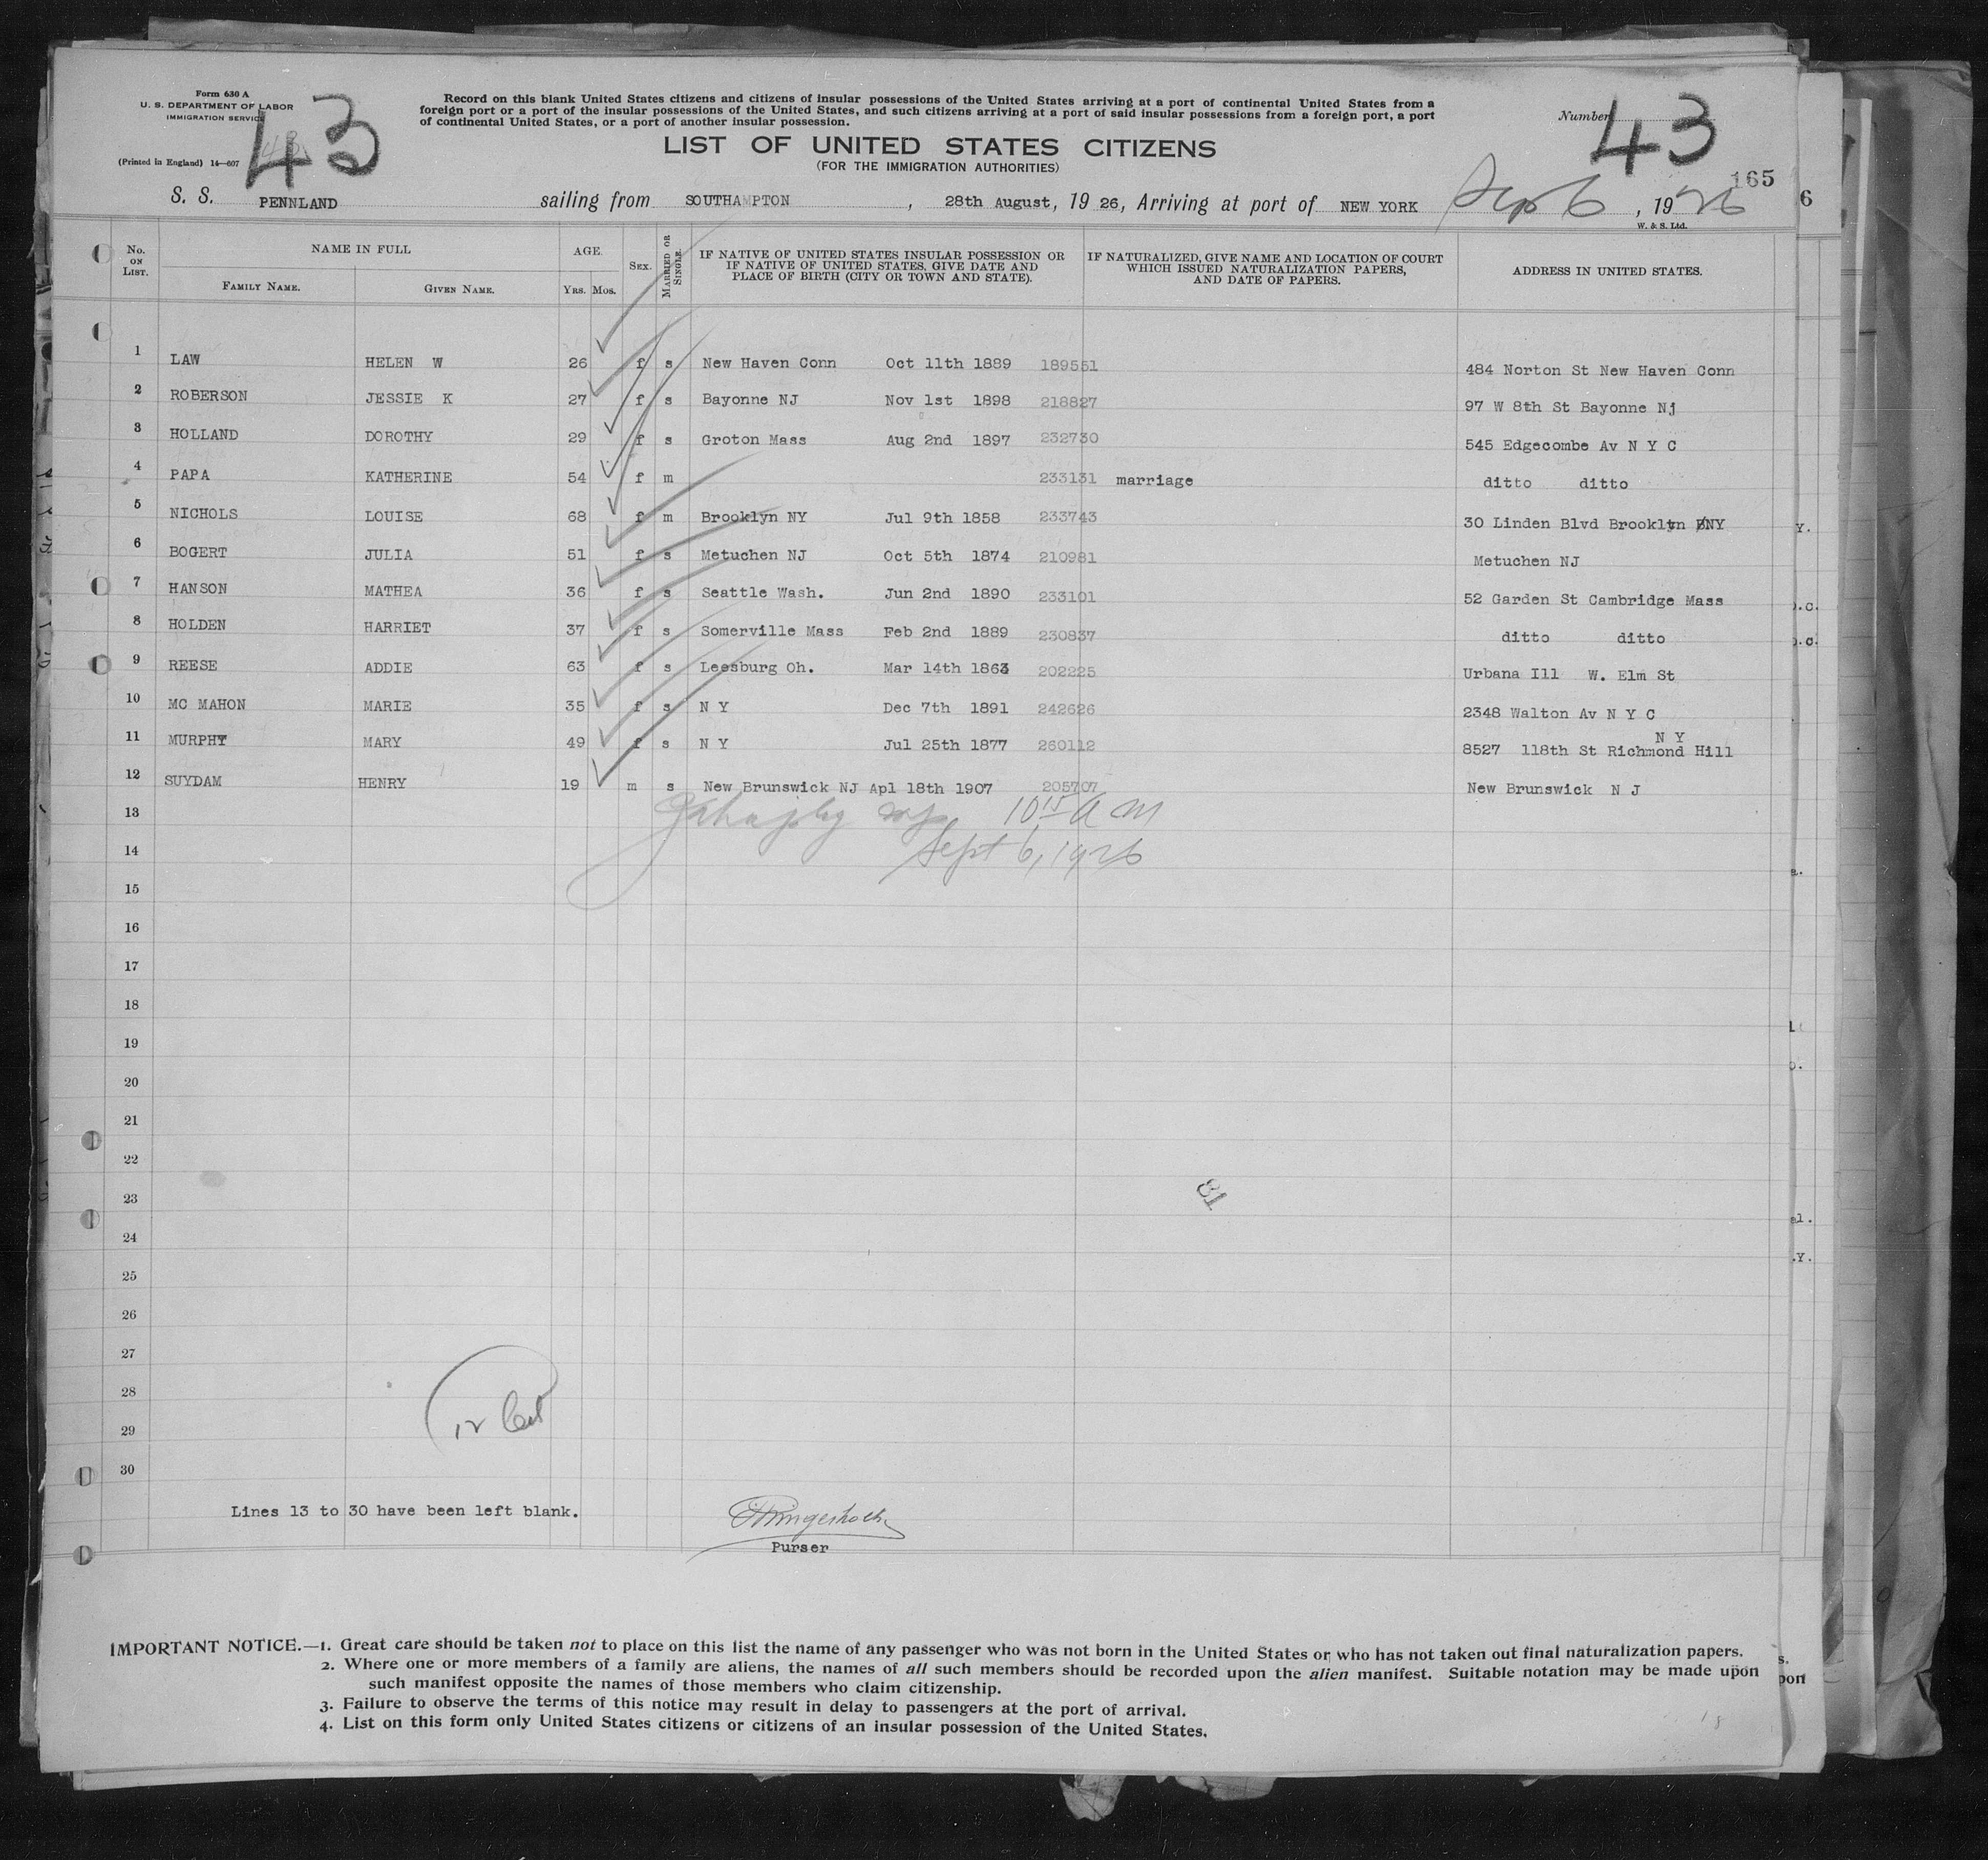 Form 630 A
U. S. DEPARTMENT OF LABOR
IMMIGRATION SERVICE
(Printed in England) 14—607
43
Record on this blank United States citizens and citizens of insular possessions of the United States arriving at a port of continental United States from a
foreign port or a port of the insular possessions of the United States, and such citizens arriving at a port of said insular possessions from a foreign port, a port
of continental United States, or a port of another insular possession.
LIST OF UNITED STATES CITIZENS
(FOR THE IMMIGRATION AUTHORITIES)
Number 43
165
S. S. PENNLAND sailing from SOUTHAMPTON, 28th August, 19 26, Arriving at port of NEW YORK Sep 6, 1926
W. & S. Ltd.
6
No. ON LIST. NAME IN FULL AGE SEX. MARRIED OR SINGLE. IF NATIVE OF UNITED STATES INSULAR POSSESSION OR IF NATIVE OF UNITED STATES, GIVE DATE AND PLACE OF BIRTH (CITY OR TOWN AND STATE). IF NATURALIZED, GIVE NAME AND LOCATION OF COURT WHICH ISSUED NATURALIZATION PAPERS, AND DATE OF PAPERS. ADDRESS IN UNITED STATES.
FAMILY NAME. GIVEN NAME. YRS. MOS.
1 LAW HELEN W 26 f s New Haven Conn Oct 11th 1889 189551 484 Norton St New Haven Conn
2 ROBERSON JESSIE K 27 f s Bayonne NJ Nov 1st 1898 218827 97 W 8th St Bayonne Nj
3 HOLLAND DOROTHY 29 f s Groton Mass Aug 2nd 1897 232730 545 Edgecombe Av N Y C
4 PAPA KATHERINE 54 f m 233131 marriage ditto ditto
5 NICHOLS LOUISE 68 f m Brooklyn NY Jul 9th 1858 233743 30 Linden Blvd Brooklyn NY
6 BOGERT JULIA 51 f s Metuchen NJ Oct 5th 1874 210981 Metuchen NJ
7 HANSON MATHEA 36 f s Seattle Wash. Jun 2nd 1890 233101 52 Garden St Cambridge Mass
8 HOLDEN HARRIET 37 f s Somerville Mass Feb 2nd 1889 230837 ditto ditto
9 REESE ADDIE 63 f s Leesburg Oh. Mar 14th 1863 202225 Urbana Ill W. Elm St
10 MC MAHON MARIE 35 f s N Y Dec 7th 1891 242626 2348 Walton Av N Y C
11 MURPHY MARY 49 f s N Y Jul 25th 1877 260112 8527 118th St Richmond Hill N Y
12 SUYDAM HENRY 19 m s New Brunswick NJ Apl 18th 1907 205707 New Brunswick N J
13 10 15 A M
14 Sept 6, 1926
15
16
17
18
19
20
21
22
23
81
24
25
26
27
28
29
30
Lines 13 to 30 have been left blank.
Purser
IMPORTANT NOTICE.—1. Great care should be taken not to place on this list the name of any passenger who was not born in the United States or who has not taken out final naturalization papers.
2. Where one or more members of a family are aliens, the names of all such members should be recorded upon the alien manifest. Suitable notation may be made upon
such manifest opposite the names of those members who claim citizenship.
3. Failure to observe the terms of this notice may result in delay to passengers at the port of arrival.
4. List on this form only United States citizens or citizens of an insular possession of the United States.